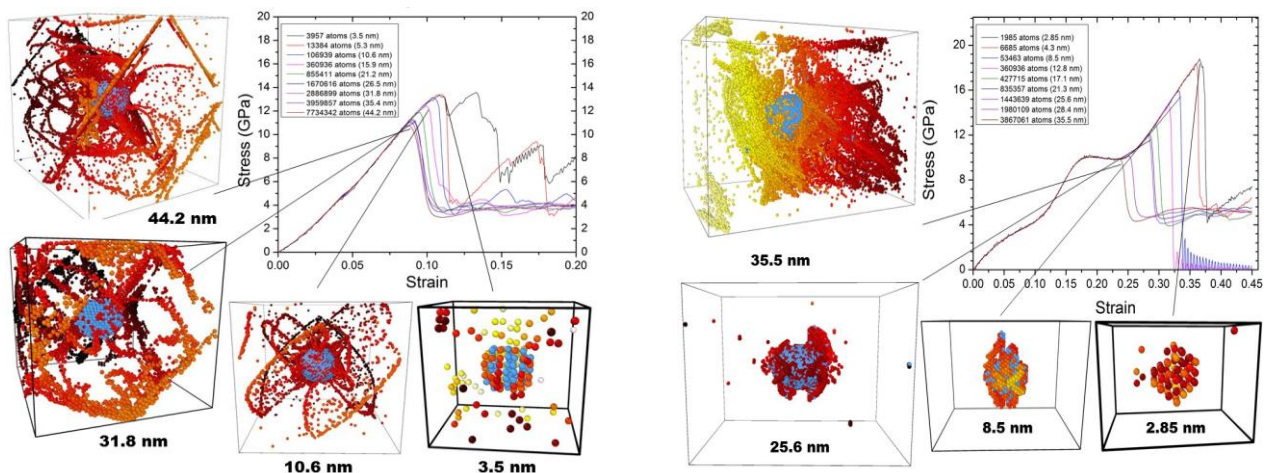 20
18
16
14
12
10
8
6
4
2
0
Stress (GPa)
3957 atoms (3.5 nm)
13384 atoms (5.3 nm)
106939 atoms (10.6 nm)
360936 atoms (15.9 nm)
855411 atoms (21.2 nm)
1670616 atoms (26.5 nm)
2886899 atoms (31.8 nm)
3959857 atoms (35.4 nm)
7734342 atoms (44.2 nm)
20
18
16
14
12
10
8
6
4
2
0
0.00 0.05 0.10 0.15 0.20
Strain
44.2 nm
31.8 nm
10.6 nm
3.5 nm
20
16
12
8
4
0
Stress (GPa)
1985 atoms (2.85 nm)
6685 atoms (4.3 nm)
53463 atoms (8.5 nm)
360936 atoms (12.8 nm)
427715 atoms (17.1 nm)
835357 atoms (21.3 nm)
1443639 atoms (25.6 nm)
1980109 atoms (28.4 nm)
3867061 atoms (35.5 nm)
0.00 0.05 0.10 0.15 0.20 0.25 0.30 0.35 0.40 0.45
Strain
35.5 nm
25.6 nm
8.5 nm
2.85 nm